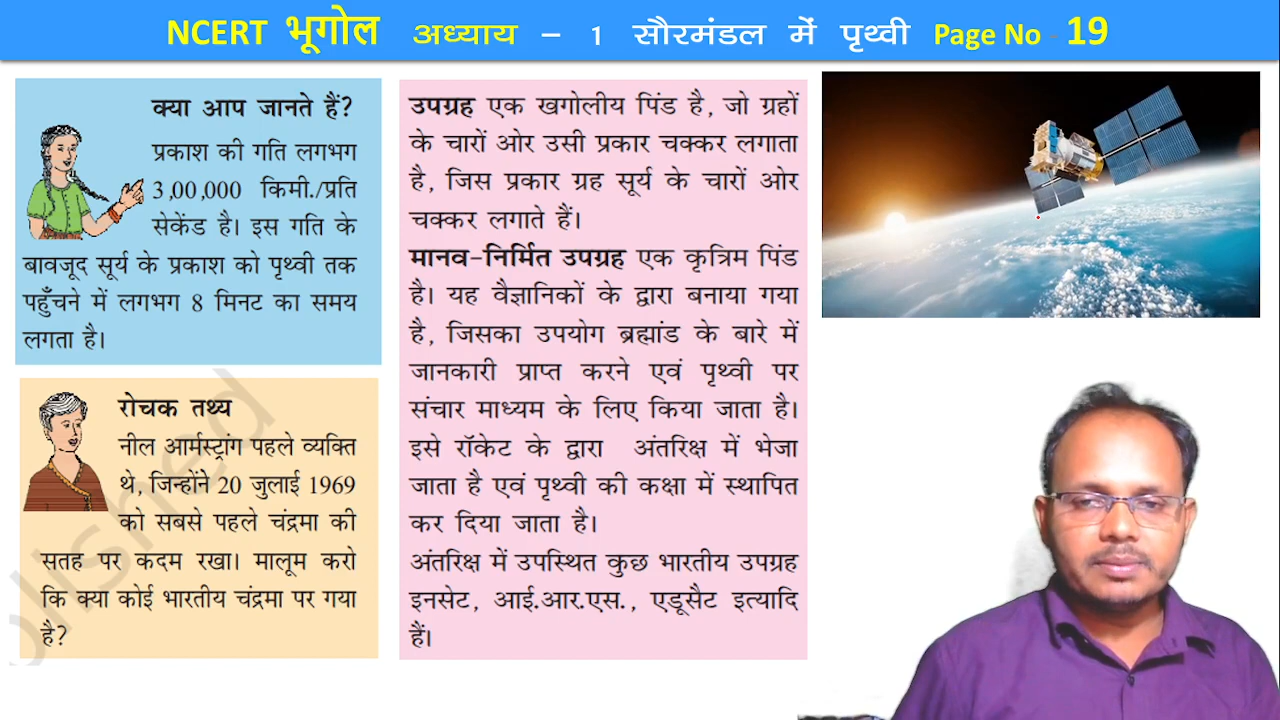 NCERT भूगोल अध्याय – 1 सौरमंडल में पृथ्वी Page No - 19
क्या आप जानते हैं?
प्रकाश की गति लगभग
3,00,000 किमी./प्रति
सेकेंड है। इस गति के
बावजूद सूर्य के प्रकाश को पृथ्वी तक
पहुँचने में लगभग 8 मिनट का समय
लगता है।
रोचक तथ्य
नील आर्मस्ट्रांग पहले व्यक्ति
थे, जिन्होंने 20 जुलाई 1969
को सबसे पहले चंद्रमा की
सतह पर कदम रखा। मालूम करो
कि क्या कोई भारतीय चंद्रमा पर गया
है?
उपग्रह एक खगोलीय पिंड है, जो ग्रहों
के चारों ओर उसी प्रकार चक्कर लगाता
है, जिस प्रकार ग्रह सूर्य के चारों ओर
चक्कर लगाते हैं।
मानव-निर्मित उपग्रह एक कृत्रिम पिंड
है। यह वैज्ञानिकों के द्वारा बनाया गया
है, जिसका उपयोग ब्रह्मांड के बारे में
जानकारी प्राप्त करने एवं पृथ्वी पर
संचार माध्यम के लिए किया जाता है।
इसे रॉकेट के द्वारा अंतरिक्ष में भेजा
जाता है एवं पृथ्वी की कक्षा में स्थापित
कर दिया जाता है।
अंतरिक्ष में उपस्थित कुछ भारतीय उपग्रह
इनसेट, आई.आर.एस., एडूसैट इत्यादि
हैं।